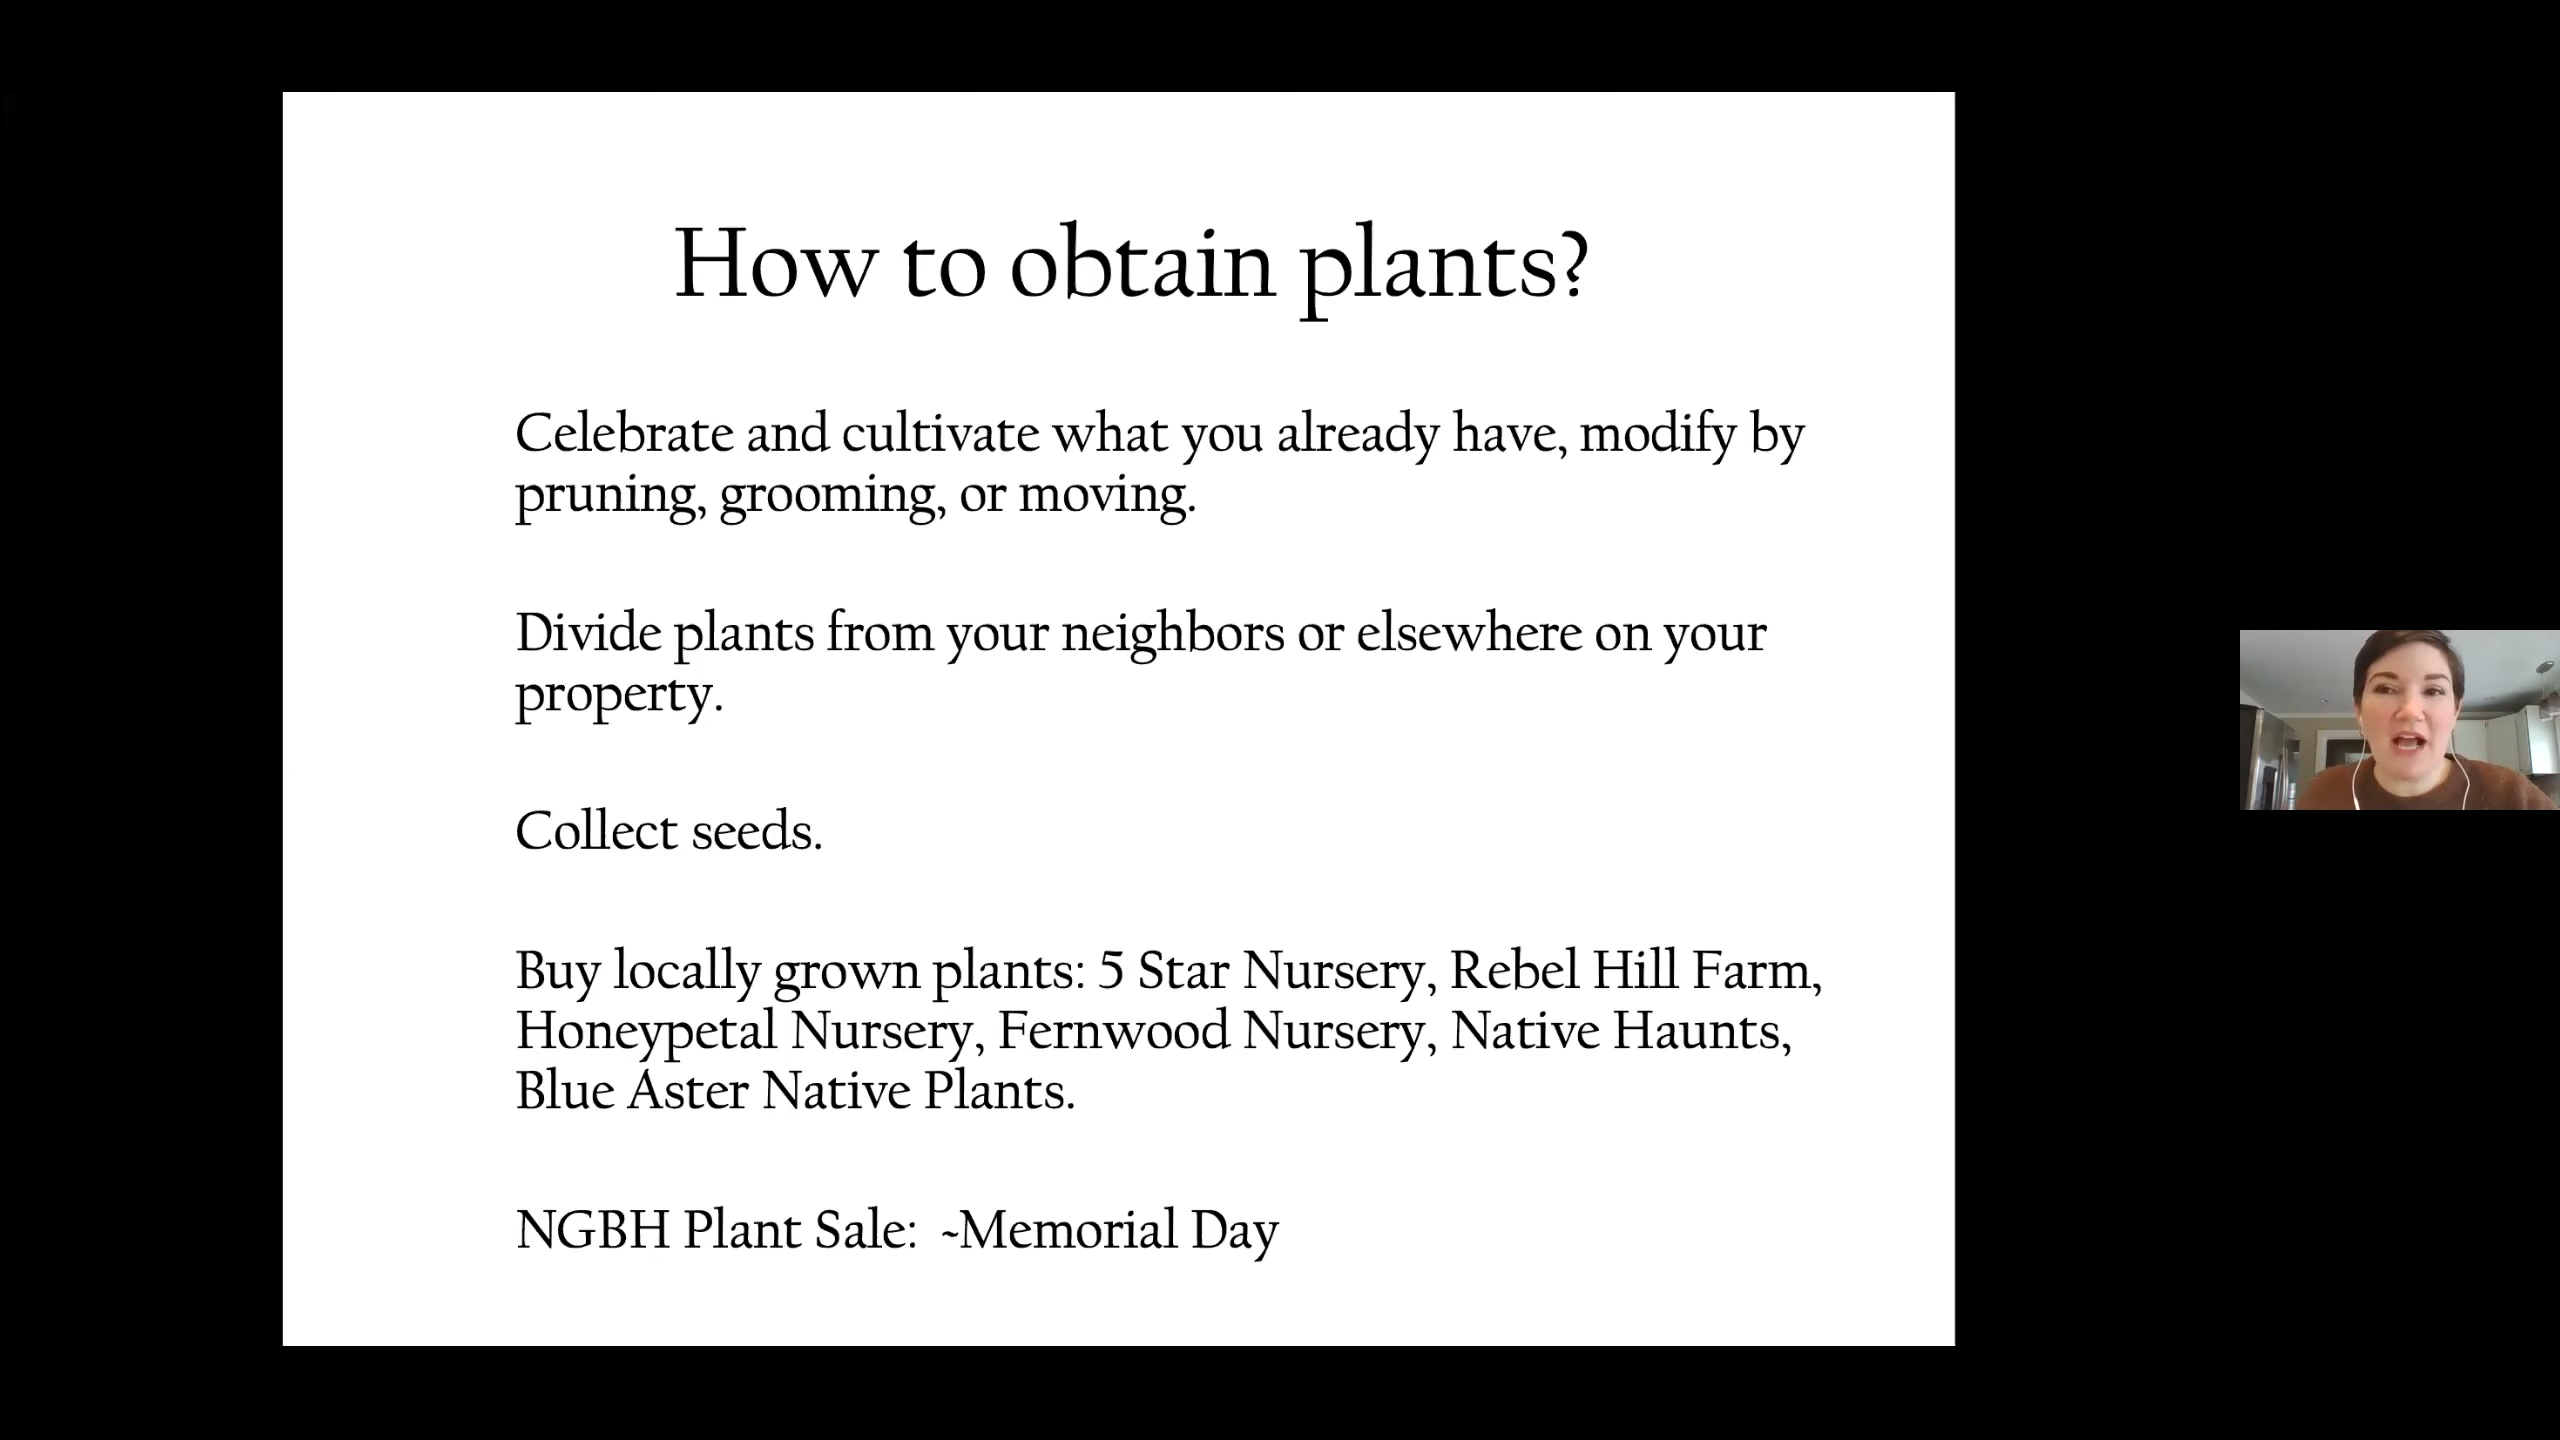 How to obtain plants?
Celebrate and cultivate what you already have, modify by
pruning, grooming, or moving.
Divide plants from your neighbors or elsewhere on your
property.
Collect seeds.
Buy locally grown plants: 5 Star Nursery, Rebel Hill Farm,
Honeypetal Nursery, Fernwood Nursery, Native Haunts,
Blue Aster Native Plants.
NGBH Plant Sale:  ~Memorial Day